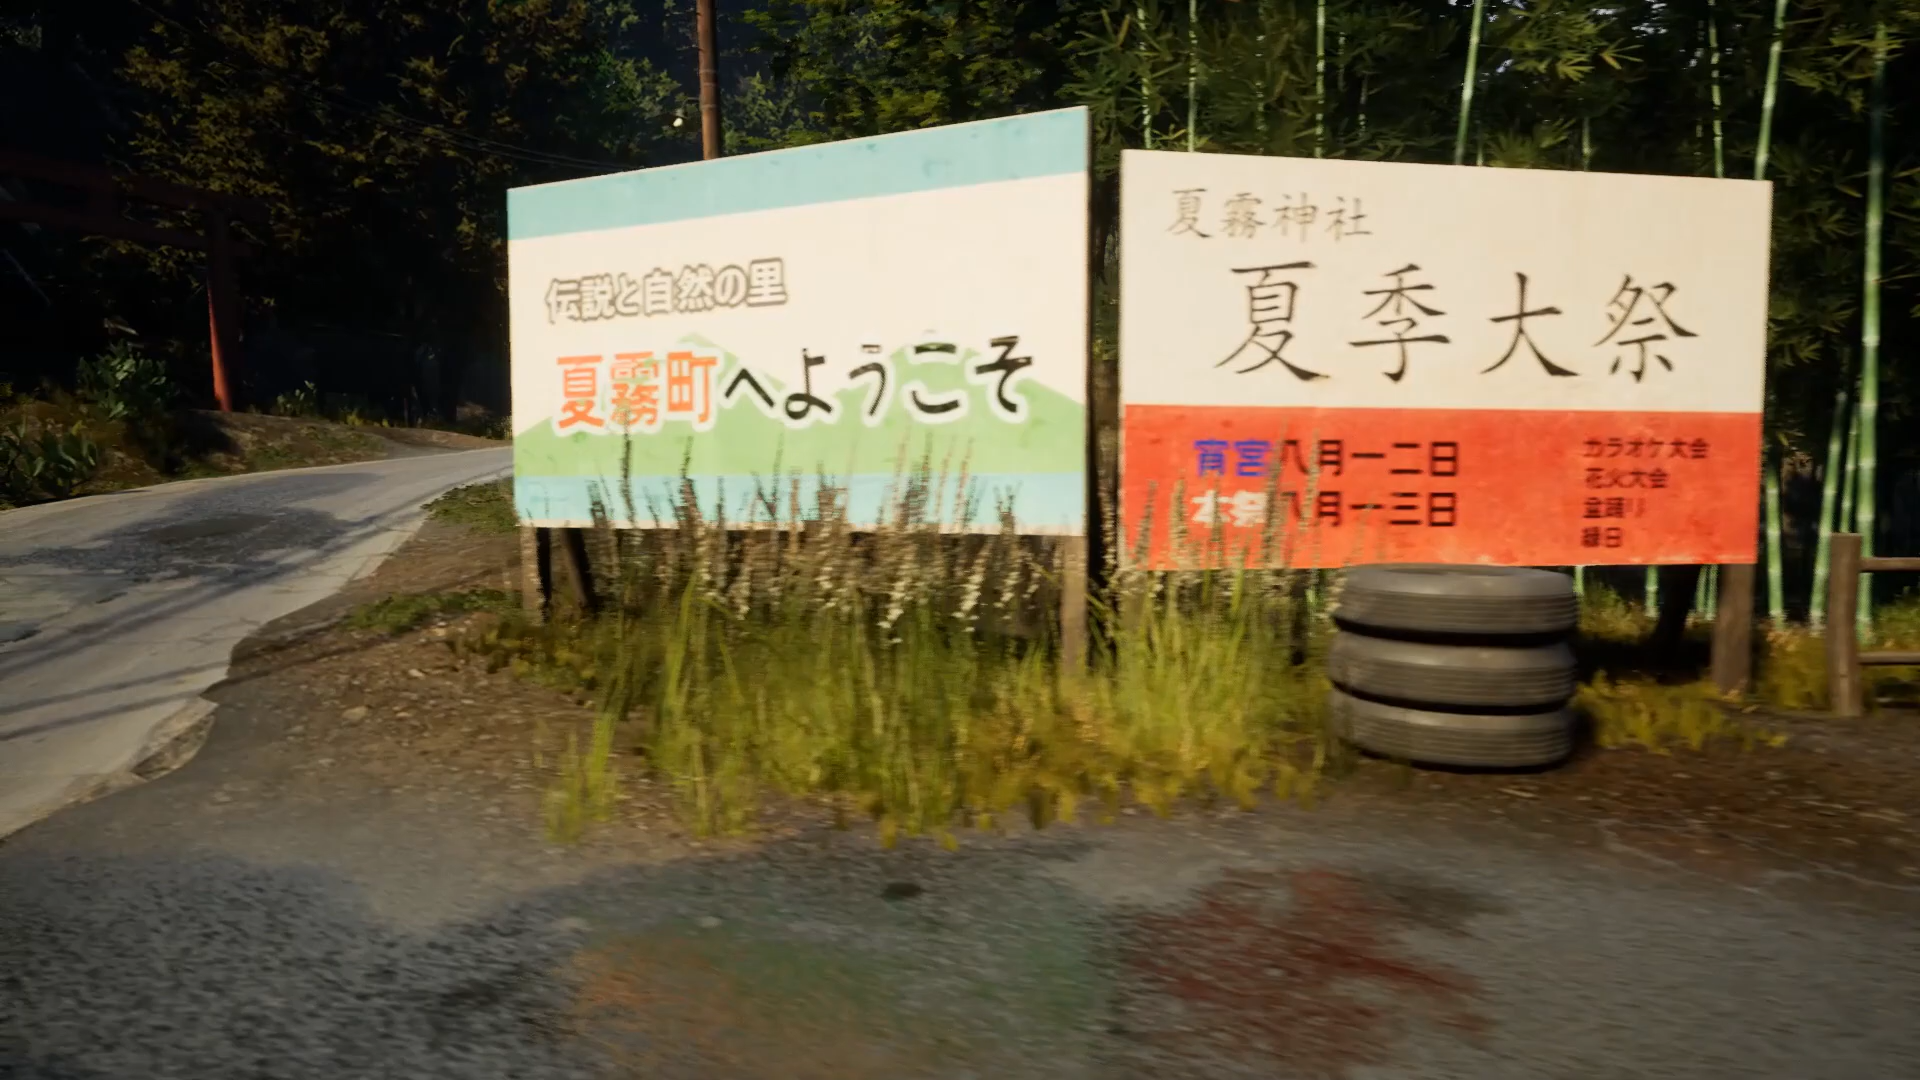 伝説と自然の里
夏霧町へようこそ
夏霧神社
夏季大祭
宵宮 八月一二日
本祭 八月一三日
カラオケ大会
花火大会
盆踊り
縁日